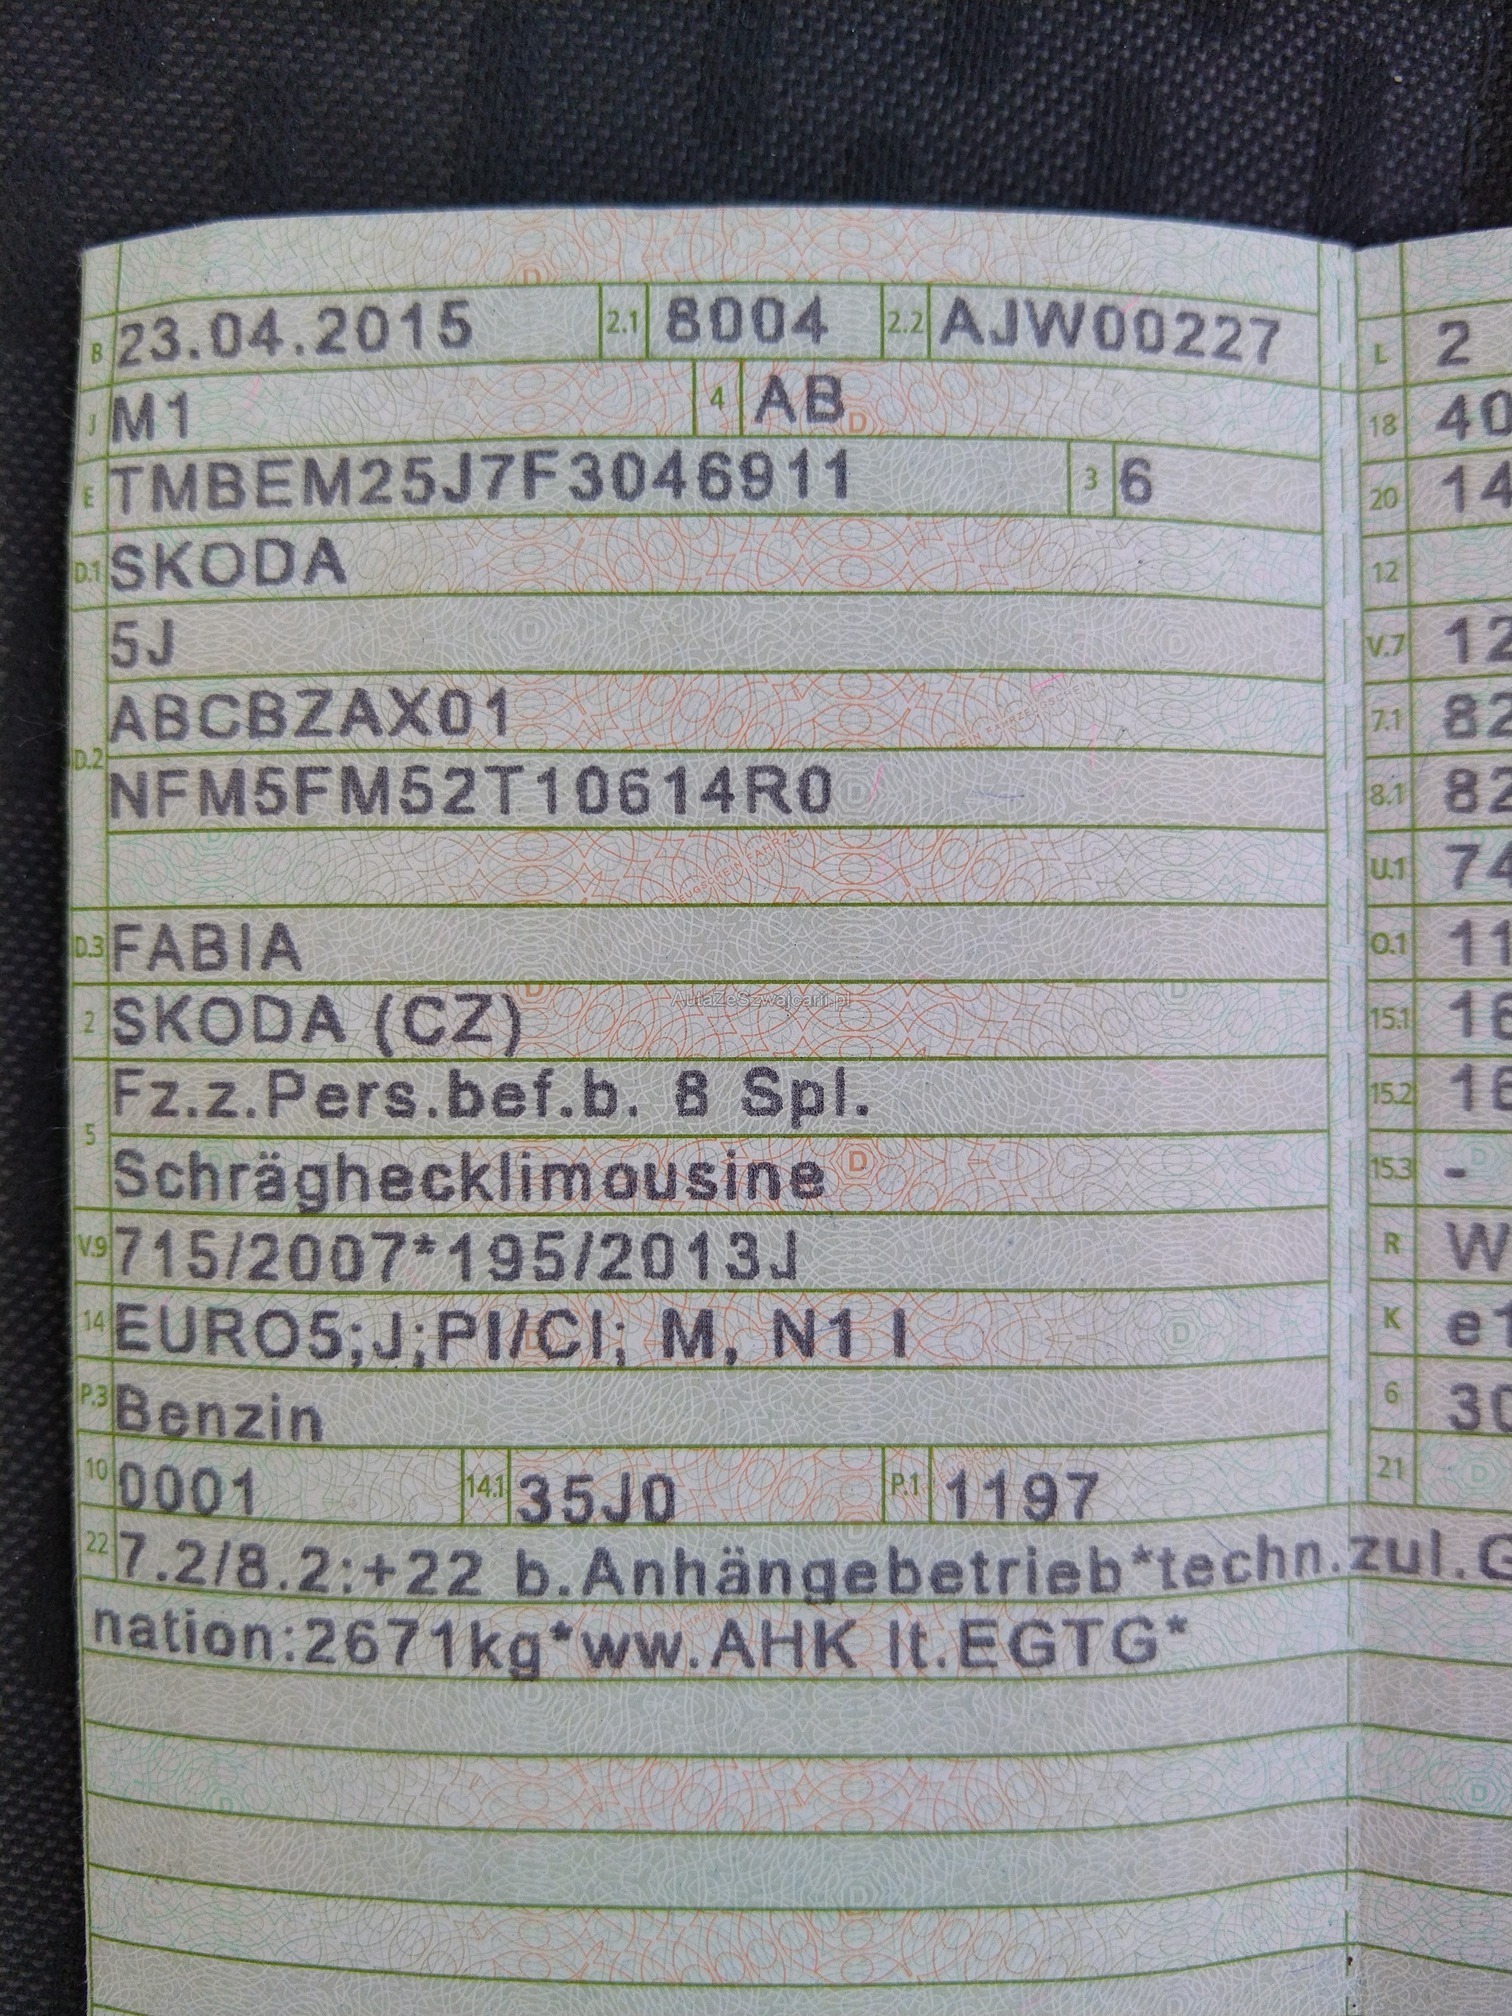 B 23.04.2015 2.1 8004 2.2 AJW00227
J M1 4 AB
E TMBEM25J7F3046911 3 6
D.1 SKODA
5J
D.2 ABCBZAX01
NFM5FM52T10614R0
D.3 FABIA
2 SKODA (CZ)
5 Fz.z.Pers.bef.b. 8 Spl.
Schräghecklimousine
V.9 715/2007*195/2013J
14 EURO5;J;PI/CI; M, N1 I
P.3 Benzin
10 0001 14.1 35J0 P.1 1197
22 7.2/8.2:+22 b.Anhängebetrieb*techn.zul.G
nation:2671kg*ww.AHK lt.EGTG*
L 2
18 40
20 14
12
V.7 12
7.1 82
8.1 82
U.1 74
O.1 11
15.1 18
15.2 18
15.3 -
R W
K e1
6 30
21
AutaZeSzwajcarii.pl